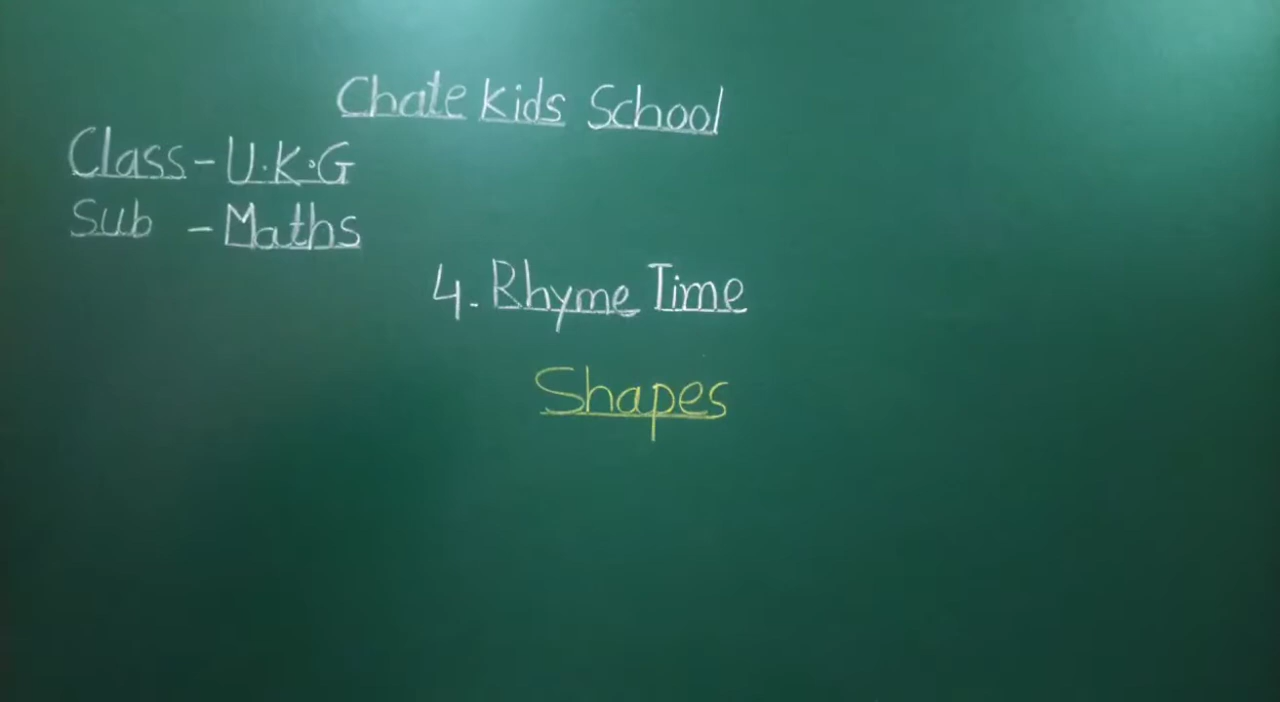 Chate Kids School
Class - U.K.G
Sub - Maths
4. Rhyme Time
Shapes